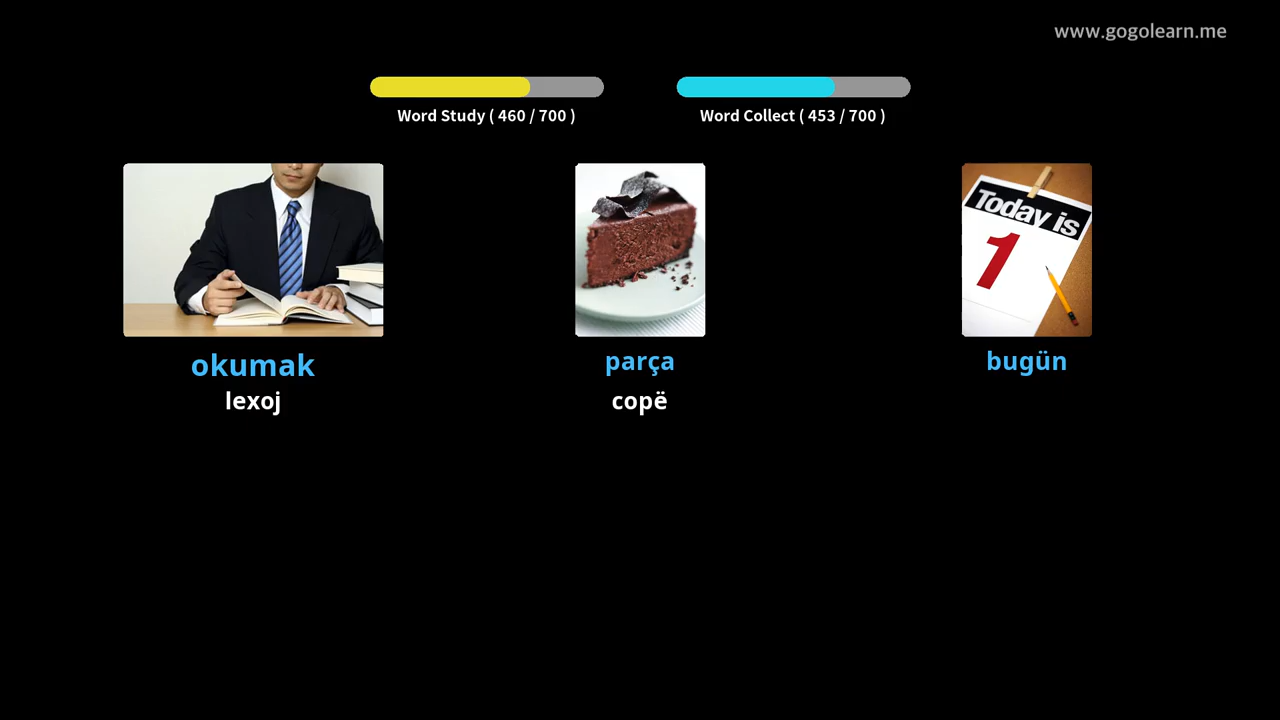 www.gogolearn.me
Word Study ( 460 / 700 )
Word Collect ( 453 / 700 )
Today is
1
okumak
lexoj
parça
copë
bugün